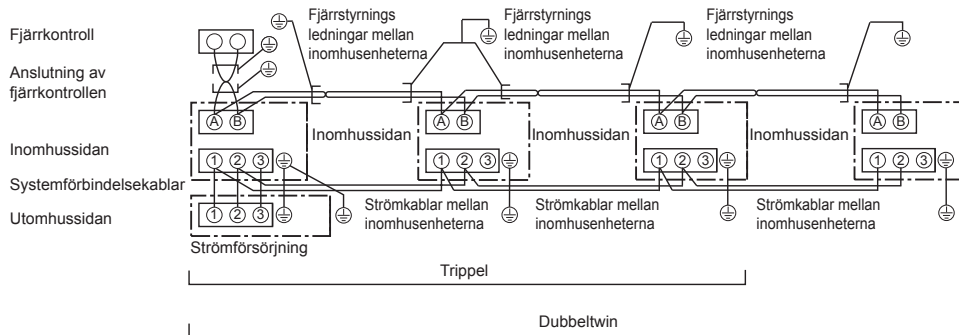 Fjärrkontroll
Anslutning av
fjärrkontrollen
Inomhussidan
Systemförbindelsekablar
Utomhussidan
Fjärrstyrnings
ledningar mellan
inomhusenheterna
Fjärrstyrnings
ledningar mellan
inomhusenheterna
Fjärrstyrnings
ledningar mellan
inomhusenheterna
A B
Inomhussidan
A B
Inomhussidan
A B
Inomhussidan
A B
1 2 3
1 2 3
1 2 3
1 2 3
1 2 3
Strömkablar mellan
inomhusenheterna
Strömkablar mellan
inomhusenheterna
Strömkablar mellan
inomhusenheterna
Strömförsörjning
Trippel
Dubbeltwin